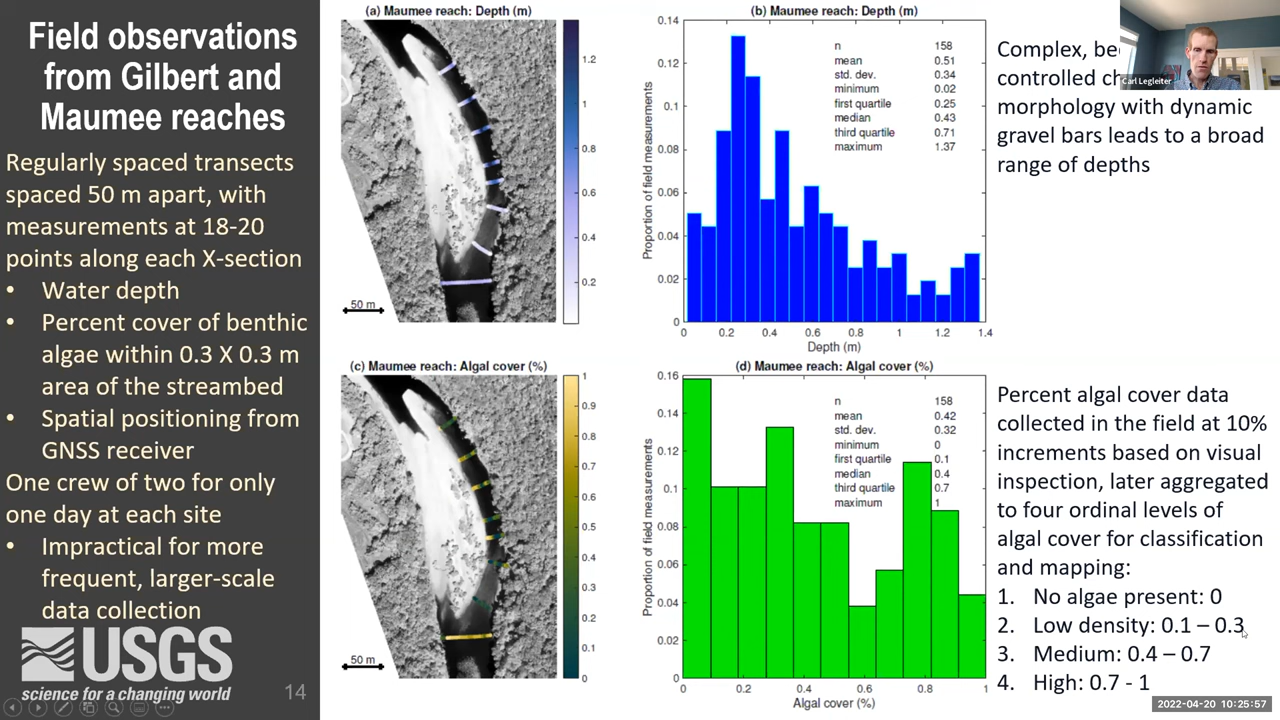 Field observations
from Gilbert and
Maumee reaches
Regularly spaced transects
spaced 50 m apart, with
measurements at 18-20
points along each X-section
• Water depth
• Percent cover of benthic
algae within 0.3 X 0.3 m
area of the streambed
• Spatial positioning from
GNSS receiver
One crew of two for only
one day at each site
• Impractical for more
frequent, larger-scale
data collection
USGS
science for a changing world
14
(a) Maumee reach: Depth (m)
1.2
1
0.8
0.6
0.4
0.2
50 m
(b) Maumee reach: Depth (m)
Proportion of field measurements
0.14
0.12
0.1
0.08
0.06
0.04
0.02
0
n 158
mean 0.51
std. dev. 0.34
minimum 0.02
first quartile 0.25
median 0.43
third quartile 0.71
maximum 1.37
0 0.2 0.4 0.6 0.8 1 1.2 1.4
Depth (m)
Carl Legleiter
Complex,
controlled
morphology with dynamic
gravel bars leads to a broad
range of depths
(c) Maumee reach: Algal cover (%)
1
0.9
0.8
0.7
0.6
0.5
0.4
0.3
0.2
0.1
0
50 m
(d) Maumee reach: Algal cover (%)
Proportion of field measurements
0.16
0.14
0.12
0.1
0.08
0.06
0.04
0.02
0
n 158
mean 0.42
std. dev. 0.32
minimum 0
first quartile 0.1
median 0.4
third quartile 0.7
maximum 1
0 0.2 0.4 0.6 0.8 1
Algal cover (%)
Percent algal cover data
collected in the field at 10%
increments based on visual
inspection, later aggregated
to four ordinal levels of
algal cover for classification
and mapping:
1. No algae present: 0
2. Low density: 0.1 – 0.3
3. Medium: 0.4 – 0.7
4. High: 0.7 - 1
2022-04-20 10:25:57